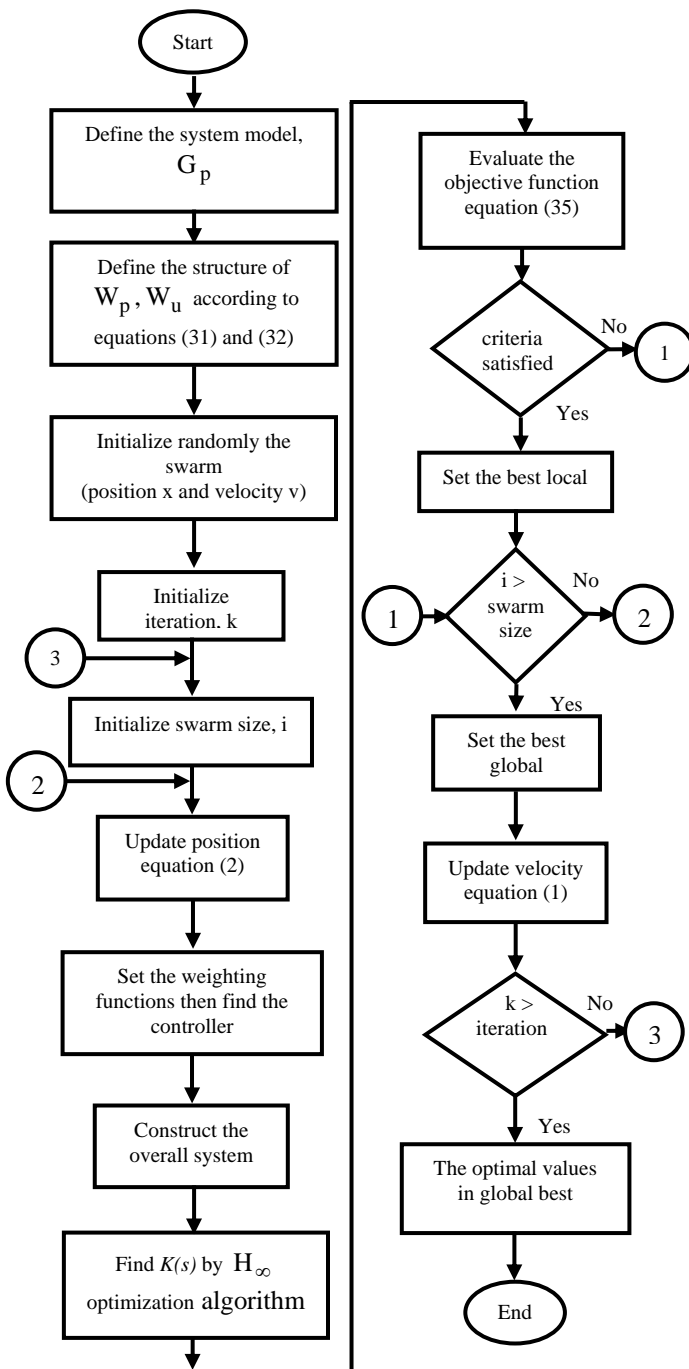 Start
Define the system model,
G p
Define the structure of
W p , W u according to
equations (31) and (32)
Initialize randomly the
swarm
(position x and velocity v)
Initialize
iteration. k
3
Initialize swarm size, i
2
Update position
equation (2)
Set the weighting
functions then find the
controller
Construct the
overall system
Find K(s) by H∞
optimization algorithm
Evaluate the
objective function
equation (35)
criteria
satisfied
No
1
Yes
Set the best local
1
i >
swarm
size
No
2
Yes
Set the best
global
Update velocity
equation (1)
k >
iteration
No
3
Yes
The optimal values
in global best
End